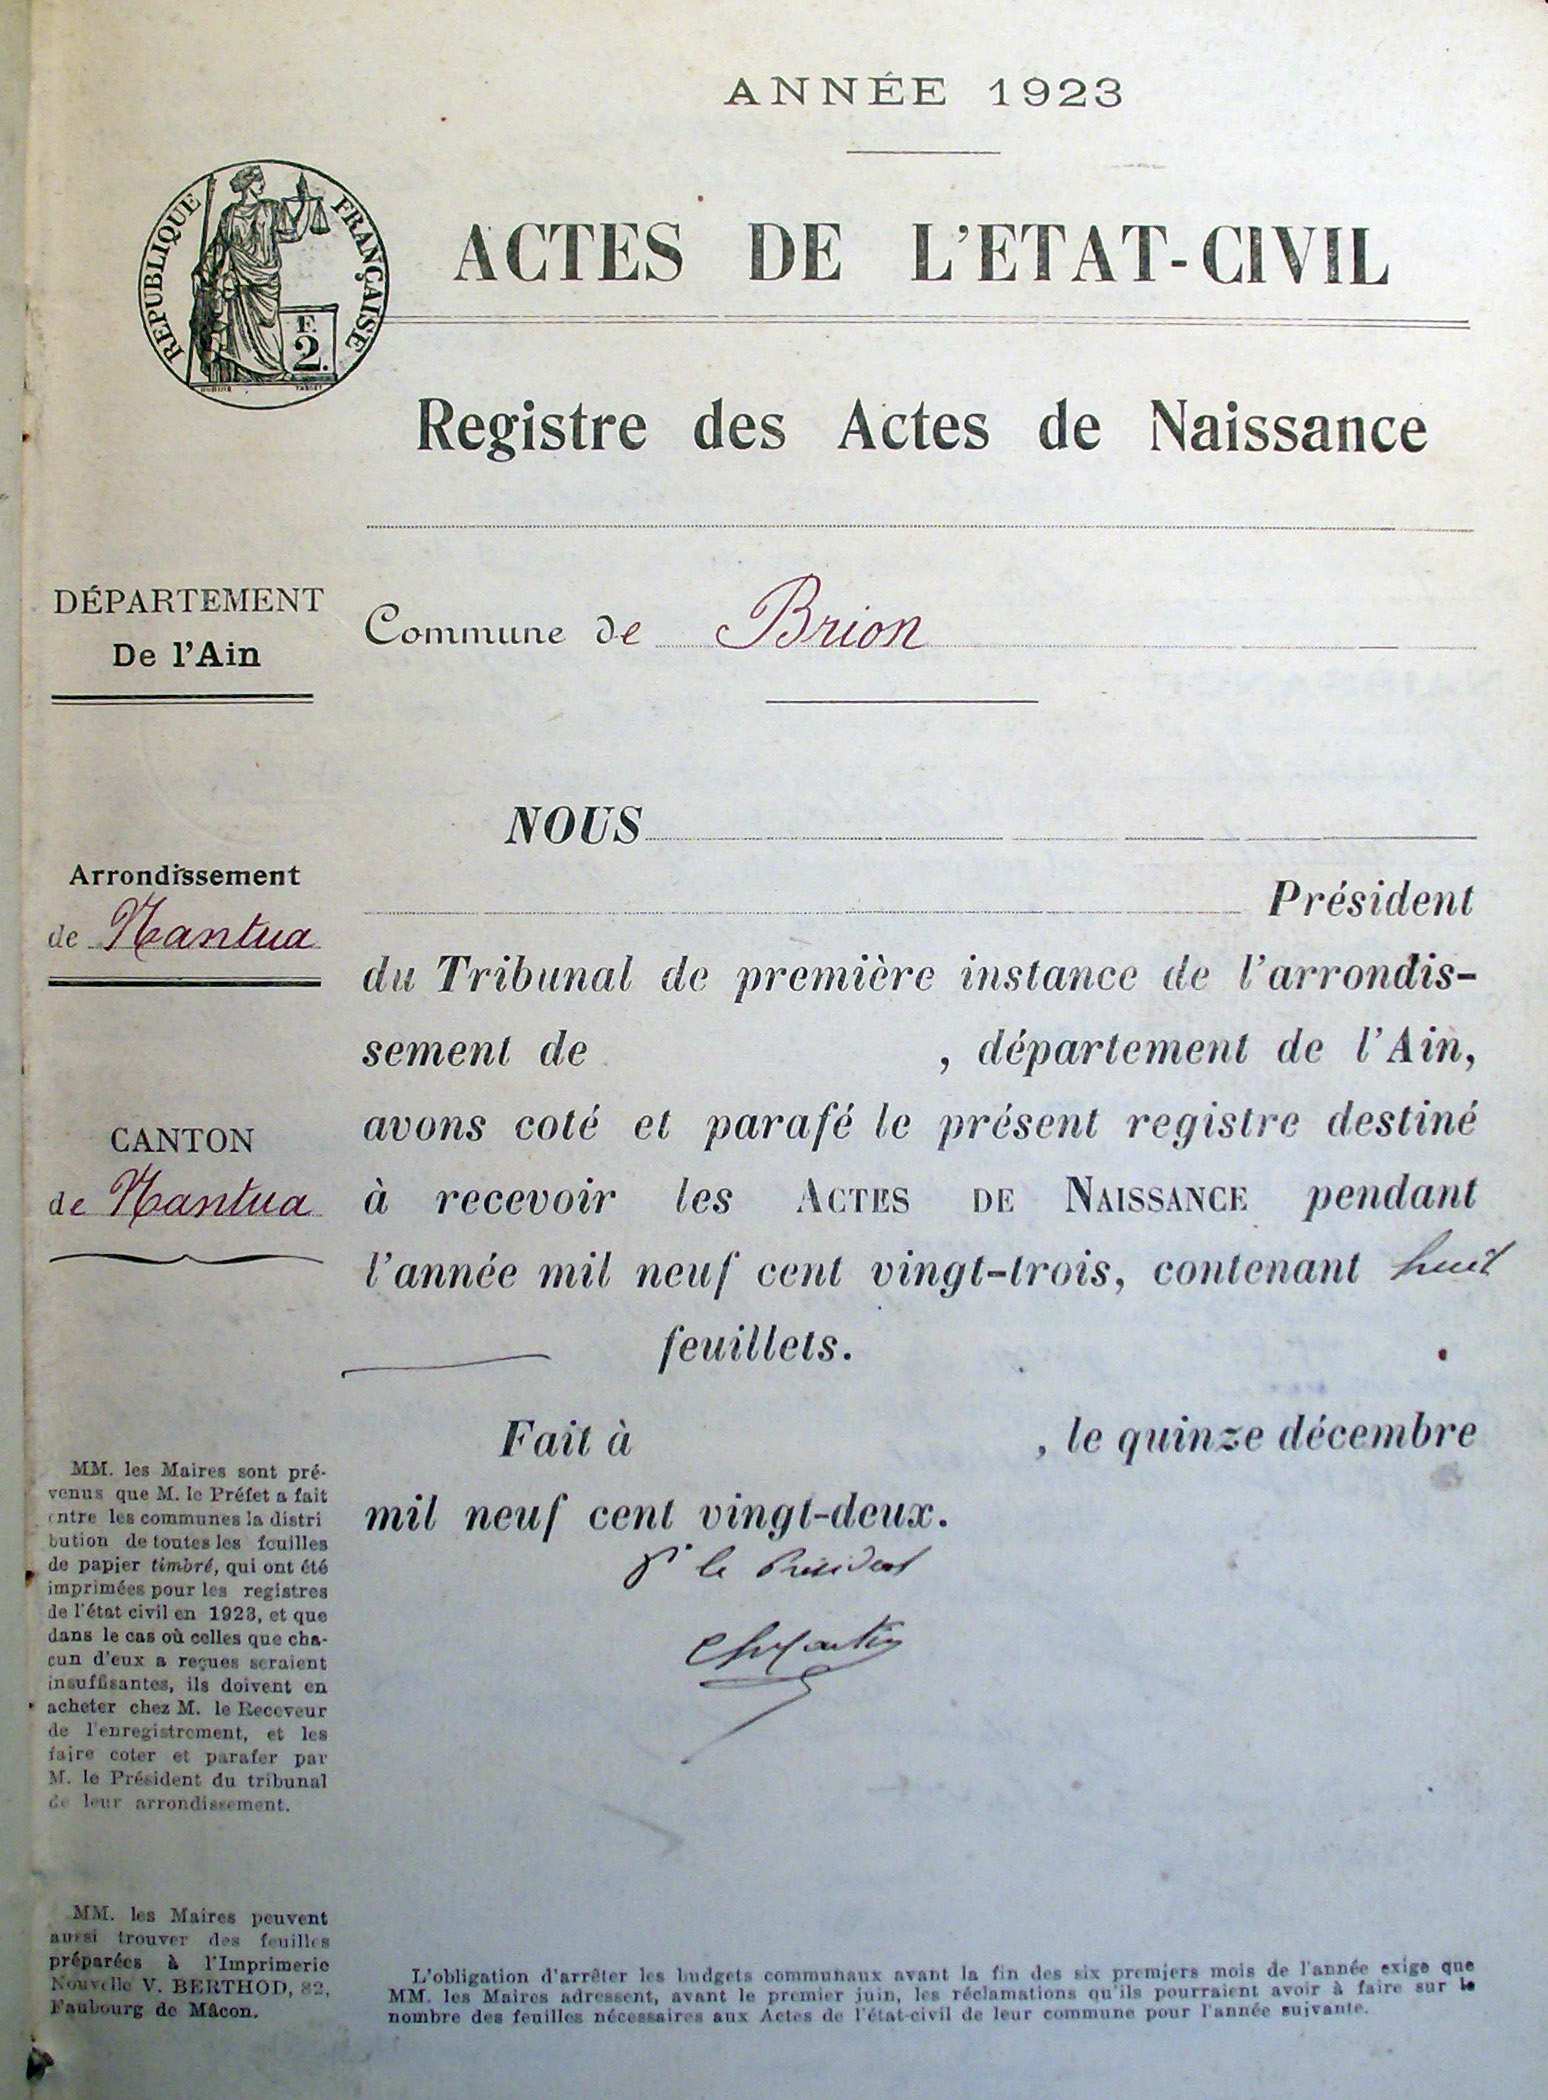 ANNÉE 1923
RÉPUBLIQUE FRANÇAISE
F.
2.
ACTES DE L'ETAT-CIVIL
Registre des Actes de Naissance
DÉPARTEMENT
De l'Ain
Commune de Brion
Arrondissement
de Nantua
CANTON
de Nantua
NOUS
Président
du Tribunal de première instance de l'arrondis-
sement de , département de l'Ain,
avons coté et parafé le présent registre destiné
à recevoir les ACTES DE NAISSANCE pendant
l'année mil neuf cent vingt-trois, contenant huit
feuillets.
Fait à , le quinze décembre
mil neuf cent vingt-deux.
pr le Président
MM. les Maires sont pré-
venus que M. le Préfet a fait
entre les communes la distri
bution de toutes les feuilles
de papier timbré, qui ont été
imprimées pour les registres
de l'état civil en 1923, et que
dans le cas où celles que cha-
cun d'eux a reçues seraient
insuffisantes, ils doivent en
acheter chez M. le Receveur
de l'enregistrement, et les
faire coter et parafer par
M. le Président du tribunal
de leur arrondissement.
MM. les Maires peuvent
aussi trouver des feuilles
préparées à l'Imprimerie
Nouvelle V. BERTHOD, 82,
Faubourg de Mâcon.
L'obligation d'arrêter les budgets communaux avant la fin des six premiers mois de l'année exige que
MM. les Maires adressent, avant le premier juin, les réclamations qu'ils pourraient avoir à faire sur le
nombre des feuilles nécessaires aux Actes de l'état-civil de leur commune pour l'année suivante.